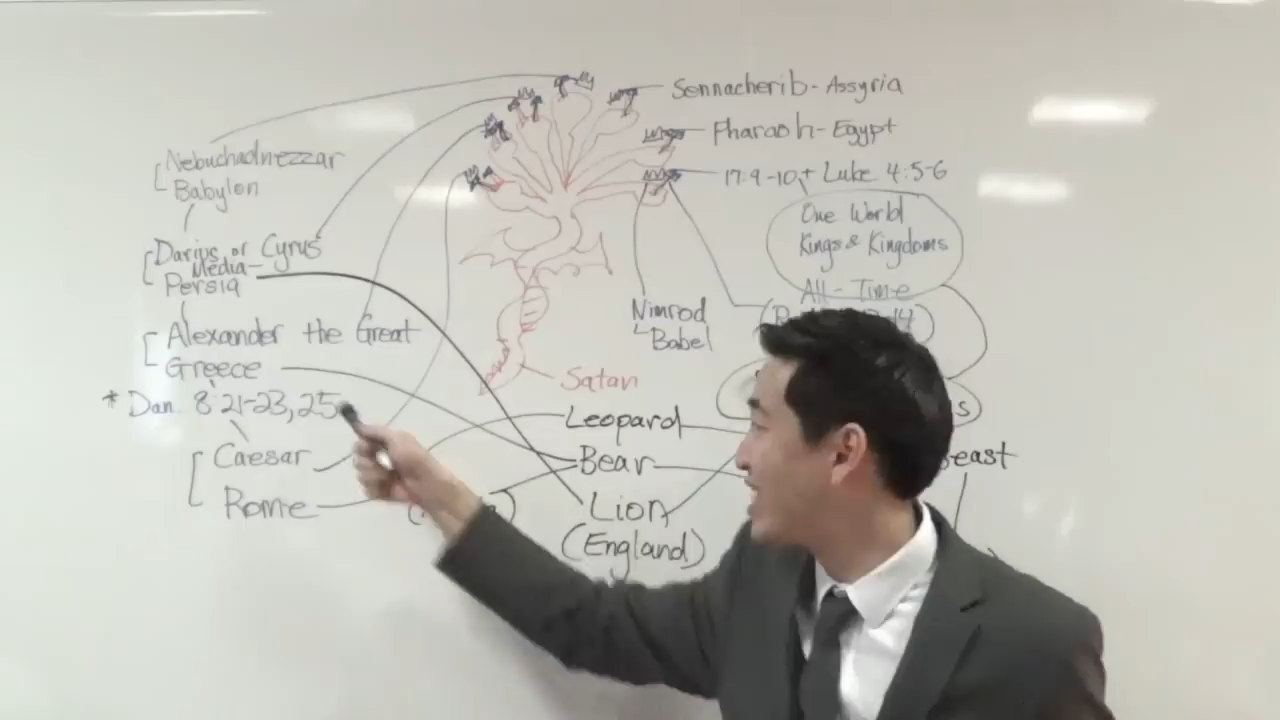 Sennacherib - Assyria
Pharaoh - Egypt
17:9-10, + Luke 4:5-6
One World
Kings & Kingdoms
All-Time
Nebuchadnezzar
Babylon
Darius or Cyrus
Media-
Persia
Alexander the Great
Greece
* Dan. 8:21-23, 25
Caesar
Rome
Nimrod
Babel
Satan
Leopard
Bear
Lion
(England)